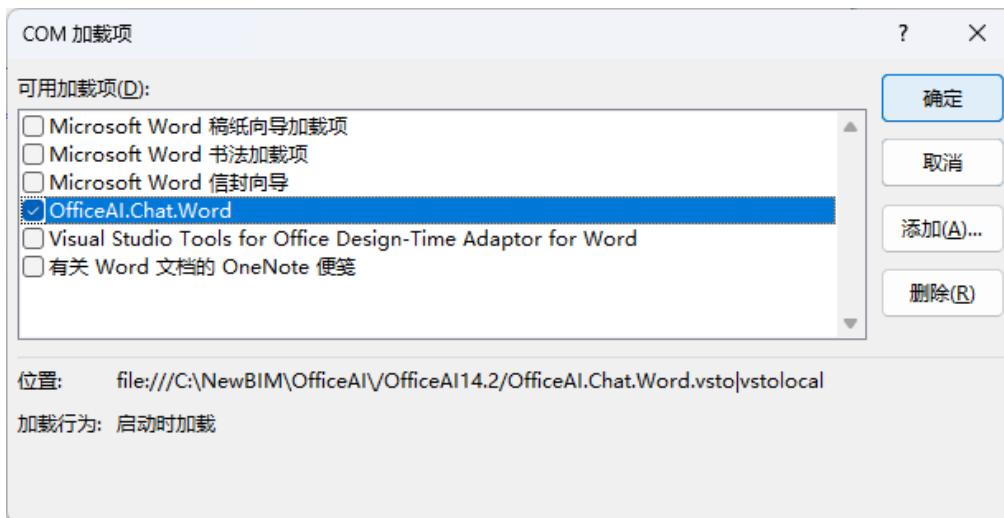 COM 加载项
?
可用加载项(D):
Microsoft Word 稿纸向导加载项
Microsoft Word 书法加载项
Microsoft Word 信封向导
OfficeAI.Chat.Word
Visual Studio Tools for Office Design-Time Adaptor for Word
有关 Word 文档的 OneNote 便笺
确定
取消
添加(A)...
删除(R)
位置: file:///C:\NewBIM\OfficeAI\/OfficeAI14.2/OfficeAI.Chat.Word.vsto|vstolocal
加载行为: 启动时加载